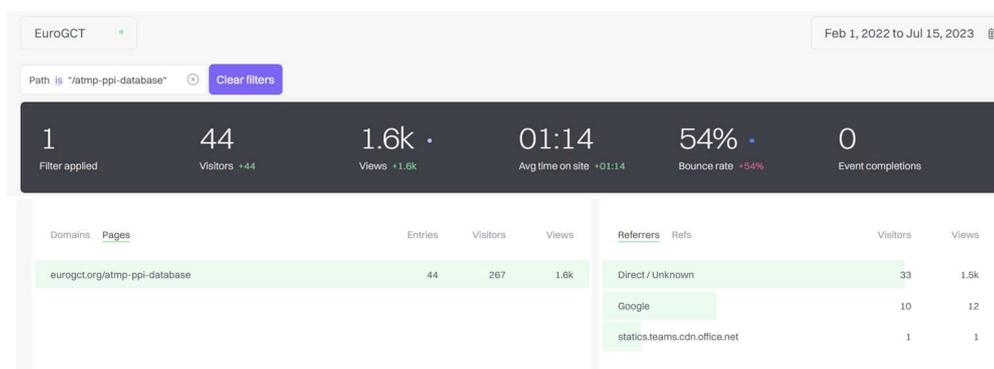 EuroGCT
Feb 1, 2022 to Jul 15, 2023
Path is "/atmp-ppi-database"
Clear filters
1 44 1.6k 01:14 54% 0
Filter applied Visitors +44 Views +1.6k Avg time on site +01:14 Bounce rate +54% Event completions
Domains Pages Entries Visitors Views
eurogct.org/atmp-ppi-database 44 267 1.6k
Referrers Refs Visitors Views
Direct / Unknown 33 1.5k
Google 10 12
statics.teams.cdn.office.net 1 1